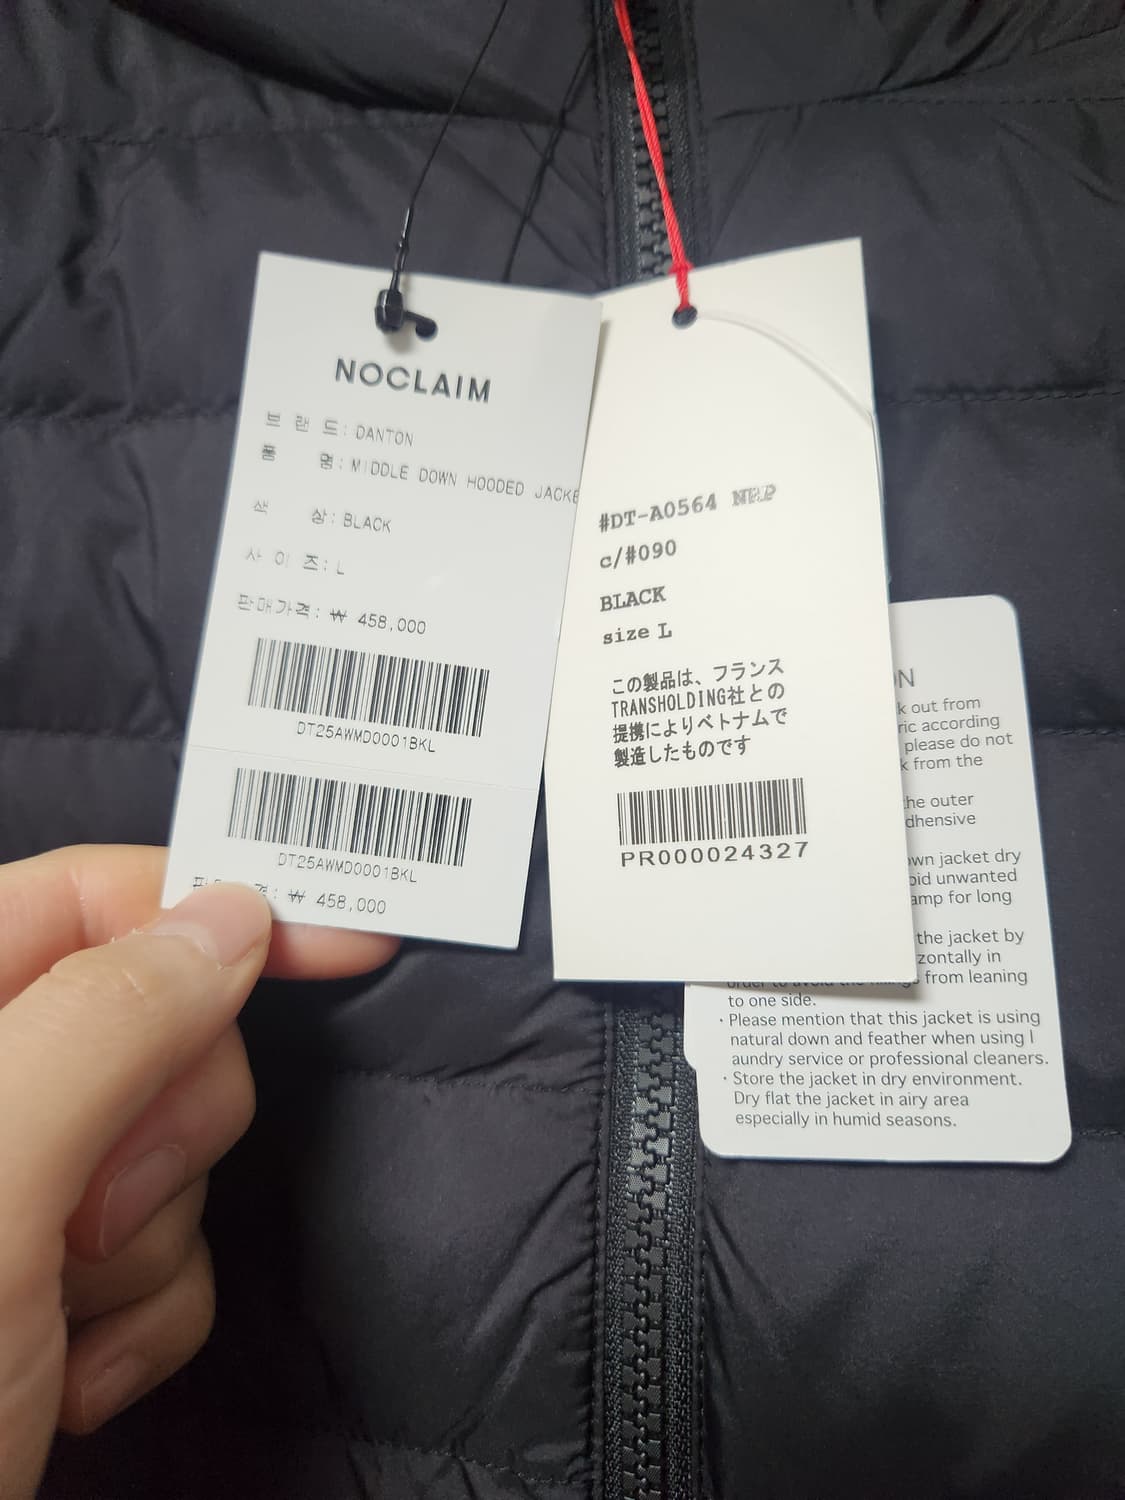 NOCLAIM
브 랜 드: DANTON
품 명: MIDDLE DOWN HOODED JACKE
색 상: BLACK
사 이 즈: L
판매가격: ₩ 458,000
DT25AWMD0001BKL
DT25AWMD0001BKL
₩ 458,000
#DT-A0564 NRP
c/#090
BLACK
size L
この製品は、フランス
TRANSHOLDING社との
提携によりベトナムで
製造したものです
PR000024327
k out from
according
please do not
from the
the outer
own jacket dry
unwanted
for long
the jacket by
in
from leaning
to one side.
・Please mention that this jacket is using
natural down and feather when using l
aundry service or professional cleaners.
・Store the jacket in dry environment.
Dry flat the jacket in airy area
especially in humid seasons.